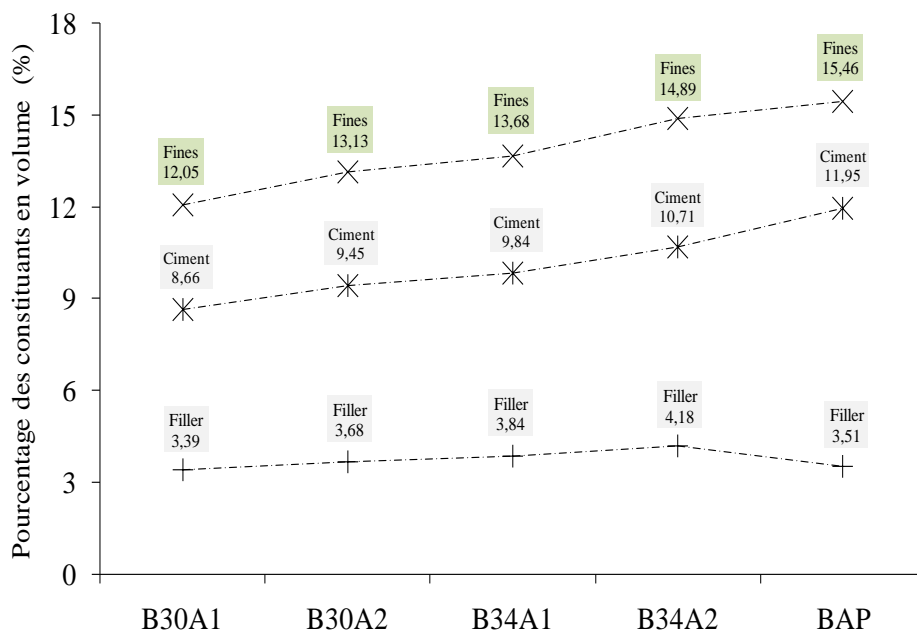 Pourcentage des constituants en volume (%)
18
15
12
9
6
3
0
Fines
12,05
Fines
13,13
Fines
13,68
Fines
14,89
Fines
15,46
Ciment
8,66
Ciment
9,45
Ciment
9,84
Ciment
10,71
Ciment
11,95
Filler
3,39
Filler
3,68
Filler
3,84
Filler
4,18
Filler
3,51
B30A1
B30A2
B34A1
B34A2
BAP